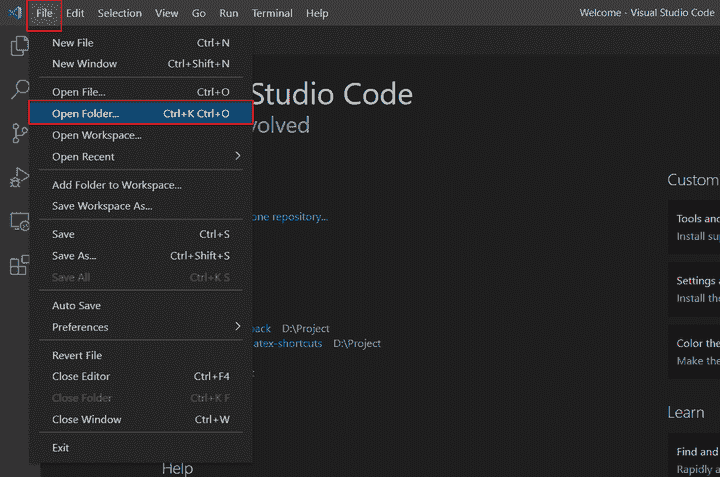 File Edit Selection View Go Run Terminal Help Welcome - Visual Studio Code
New File Ctrl+N
New Window Ctrl+Shift+N
Open File... Ctrl+O
Open Folder... Ctrl+K Ctrl+O
Open Workspace...
Open Recent
Add Folder to Workspace...
Save Workspace As...
Save Ctrl+S
Save As... Ctrl+Shift+S
Save All Ctrl+K S
Auto Save
Preferences
Revert File
Close Editor Ctrl+F4
Close Folder Ctrl+K F
Close Window Ctrl+W
Exit
Studio Code
volved
one repository...
ack D:\Project
atex-shortcuts D:\Project
Help
Custom
Tools and
Install su
Settings a
Install the
Color the
Make the
Learn
Find and
Rapidly a